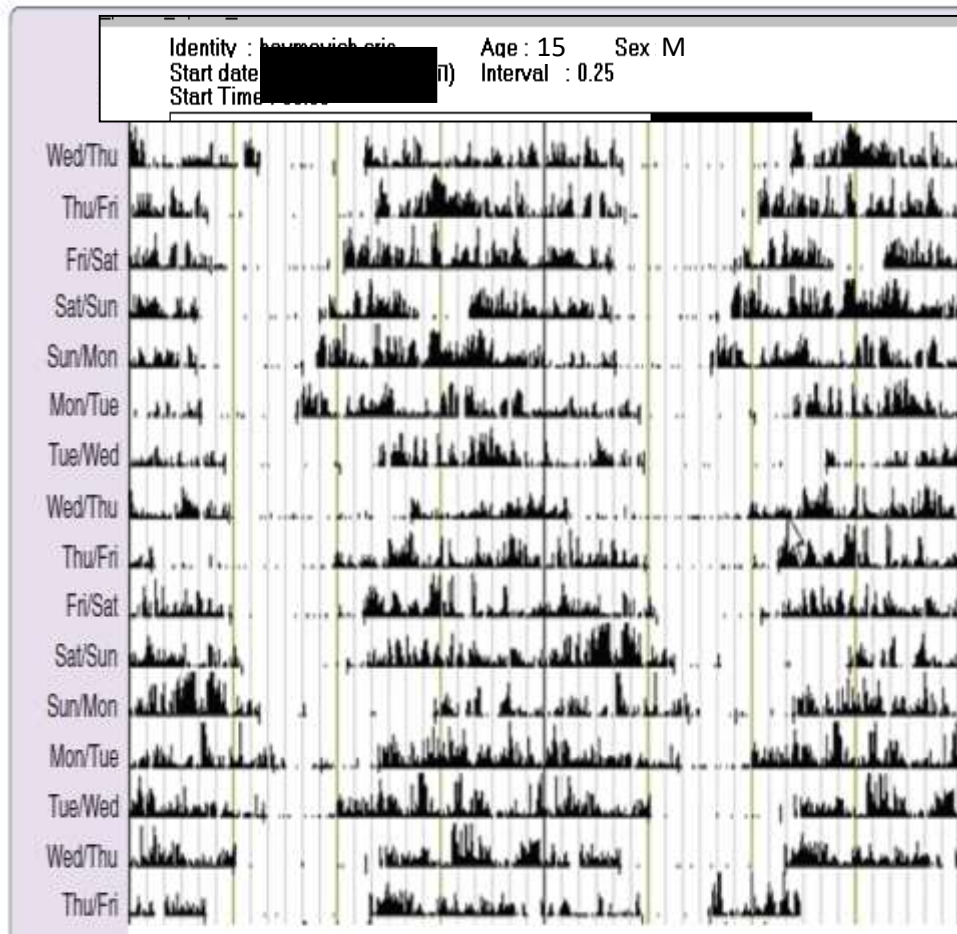 Identity : Age : 15 Sex M
Start date Interval : 0.25
Start Time
Wed/Thu
Thu/Fri
Fri/Sat
Sat/Sun
Sun/Mon
Mon/Tue
Tue/Wed
Wed/Thu
Thu/Fri
Fri/Sat
Sat/Sun
Sun/Mon
Mon/Tue
Tue/Wed
Wed/Thu
Thu/Fri